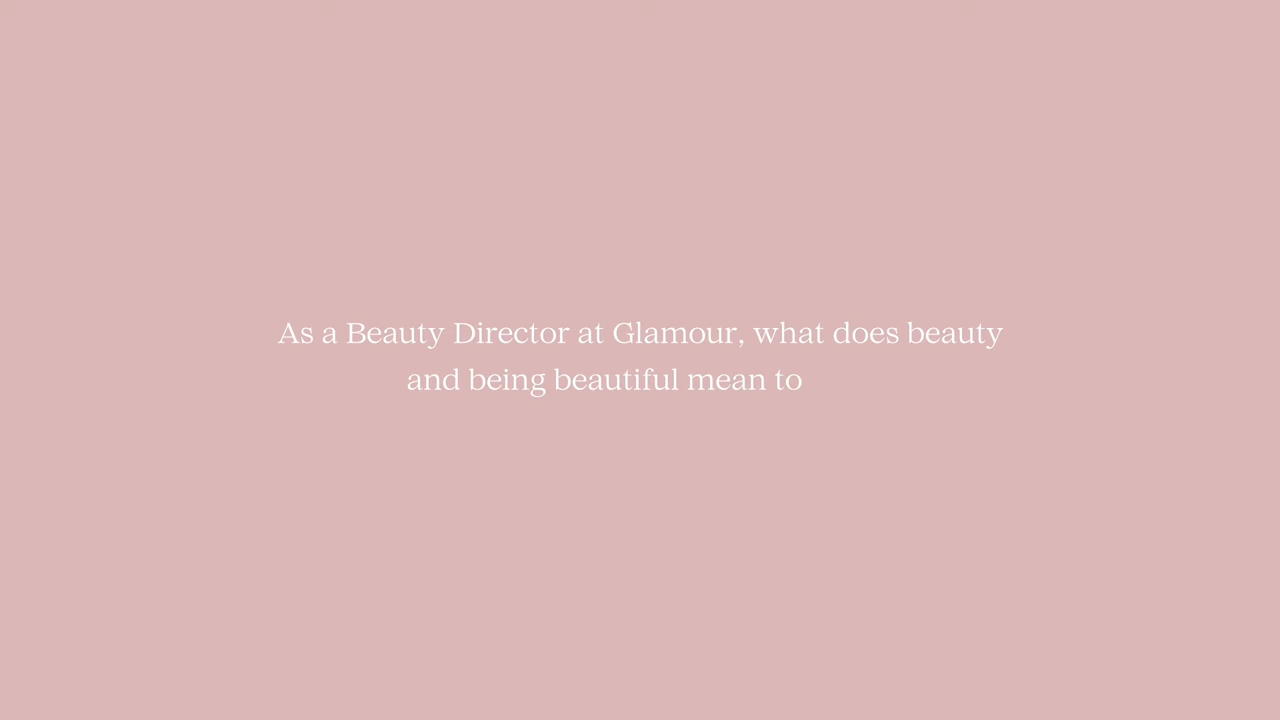 As a Beauty Director at Glamour, what does beauty
and being beautiful mean to